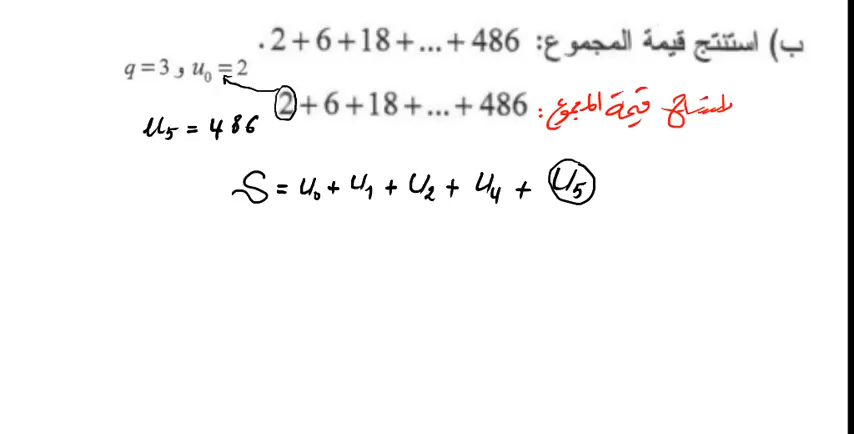 ب) استنتج قيمة المجموع: 2+6+18+...+486 .
q=3 و u₀=2
2+6+18+...+486 : استنتاج قيمة المجموع
u₅ = 486
S = u₀ + u₁ + u₂ + u₄ + u₅